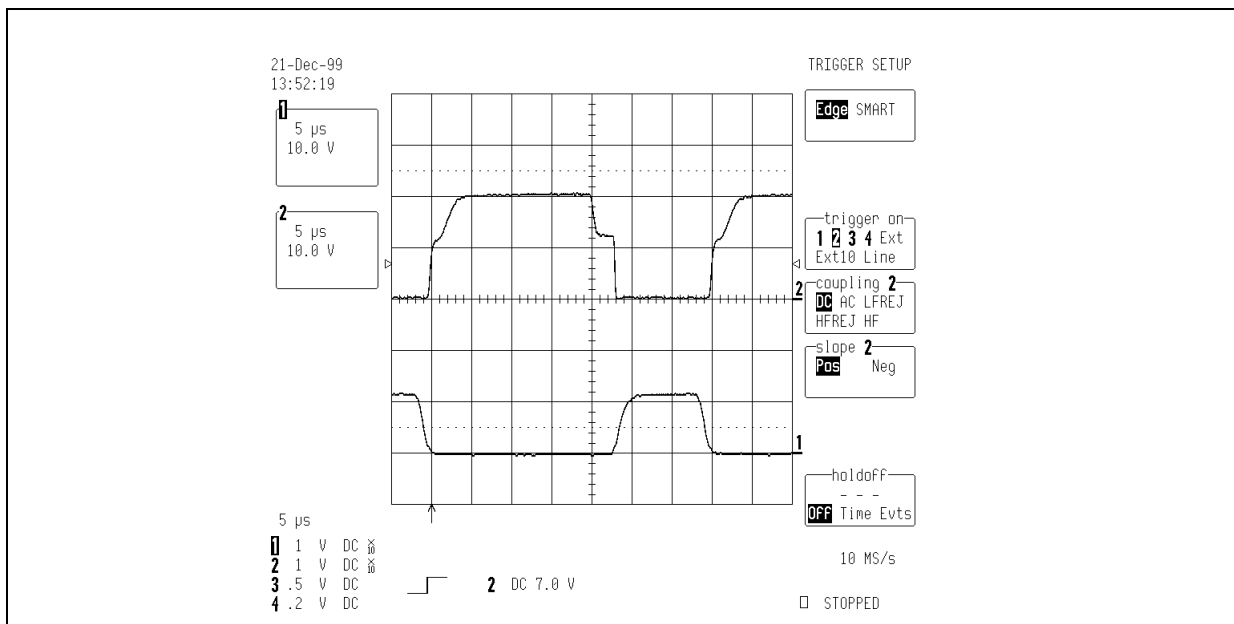 21-Dec-99
13:52:19
1
5 µs
10.0 V
2
5 µs
10.0 V
TRIGGER SETUP
Edge SMART
trigger on
1 2 3 4 Ext
Ext10 Line
coupling 2
DC AC LFREJ
HFREJ HF
slope 2
Pos Neg
holdoff
- - -
Off Time Evts
10 MS/s
□ STOPPED
2
1
5 µs
1 1 V DC X10
2 1 V DC X10
3 .5 V DC
4 .2 V DC
2 DC 7.0 V